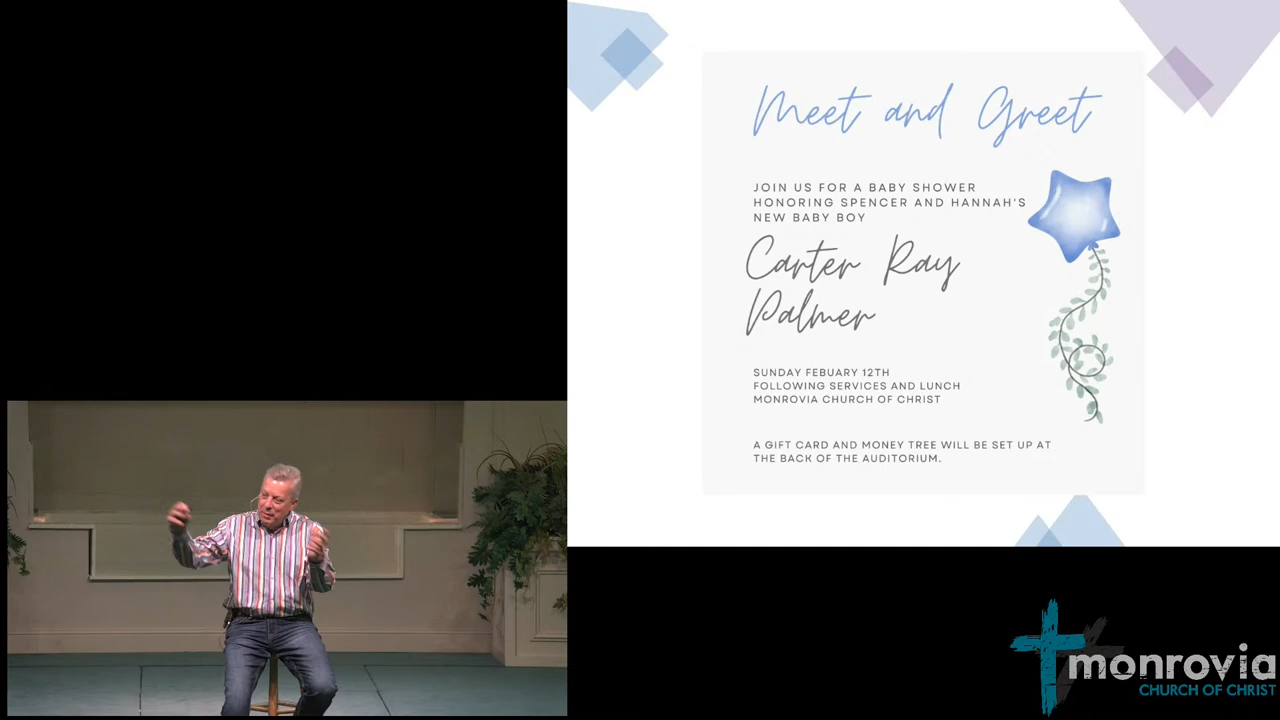 Meet and Greet
JOIN US FOR A BABY SHOWER
HONORING SPENCER AND HANNAH'S
NEW BABY BOY
Carter Ray
Palmer
SUNDAY FEBUARY 12TH
FOLLOWING SERVICES AND LUNCH
MONROVIA CHURCH OF CHRIST
A GIFT CARD AND MONEY TREE WILL BE SET UP AT
THE BACK OF THE AUDITORIUM.
monrovia
CHURCH OF CHRIST